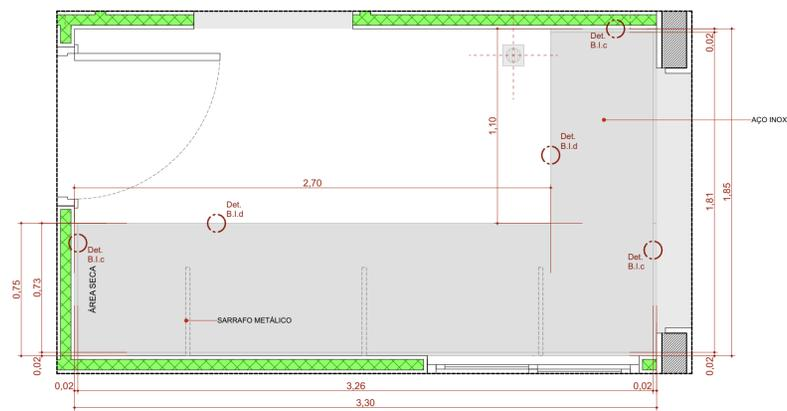 Det.
B.I.c
0,02
AÇO INOX
1,10
Det.
B.I.d
2,70
1,81
1,85
Det.
B.I.d
Det.
B.I.c
Det.
B.I.c
ÁREA SECA
0,75
0,73
SARRAFO METÁLICO
0,02
0,02
0,02
3,26
0,02
3,30